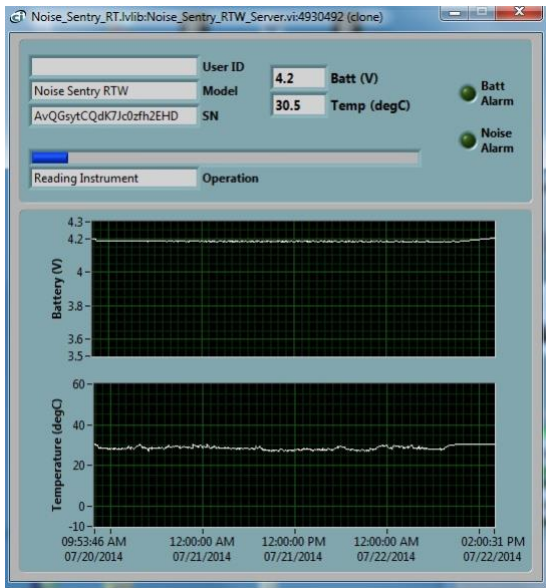 Noise_Sentry_RT.lvlib:Noise_Sentry_RTW_Server.vi:4930492 (clone)
User ID
Noise Sentry RTW Model
AvQGsytCQdK7Jc0zfh2EHD SN
4.2 Batt (V)
30.5 Temp (degC)
Batt Alarm
Noise Alarm
Reading Instrument Operation
Battery (V)
4.3
4.2
4
3.8
3.6
3.5
Temperature (degC)
60
40
20
0
-10
09:53:46 AM 12:00:00 AM 12:00:00 PM 12:00:00 AM 02:00:31 PM
07/20/2014 07/21/2014 07/21/2014 07/22/2014 07/22/2014